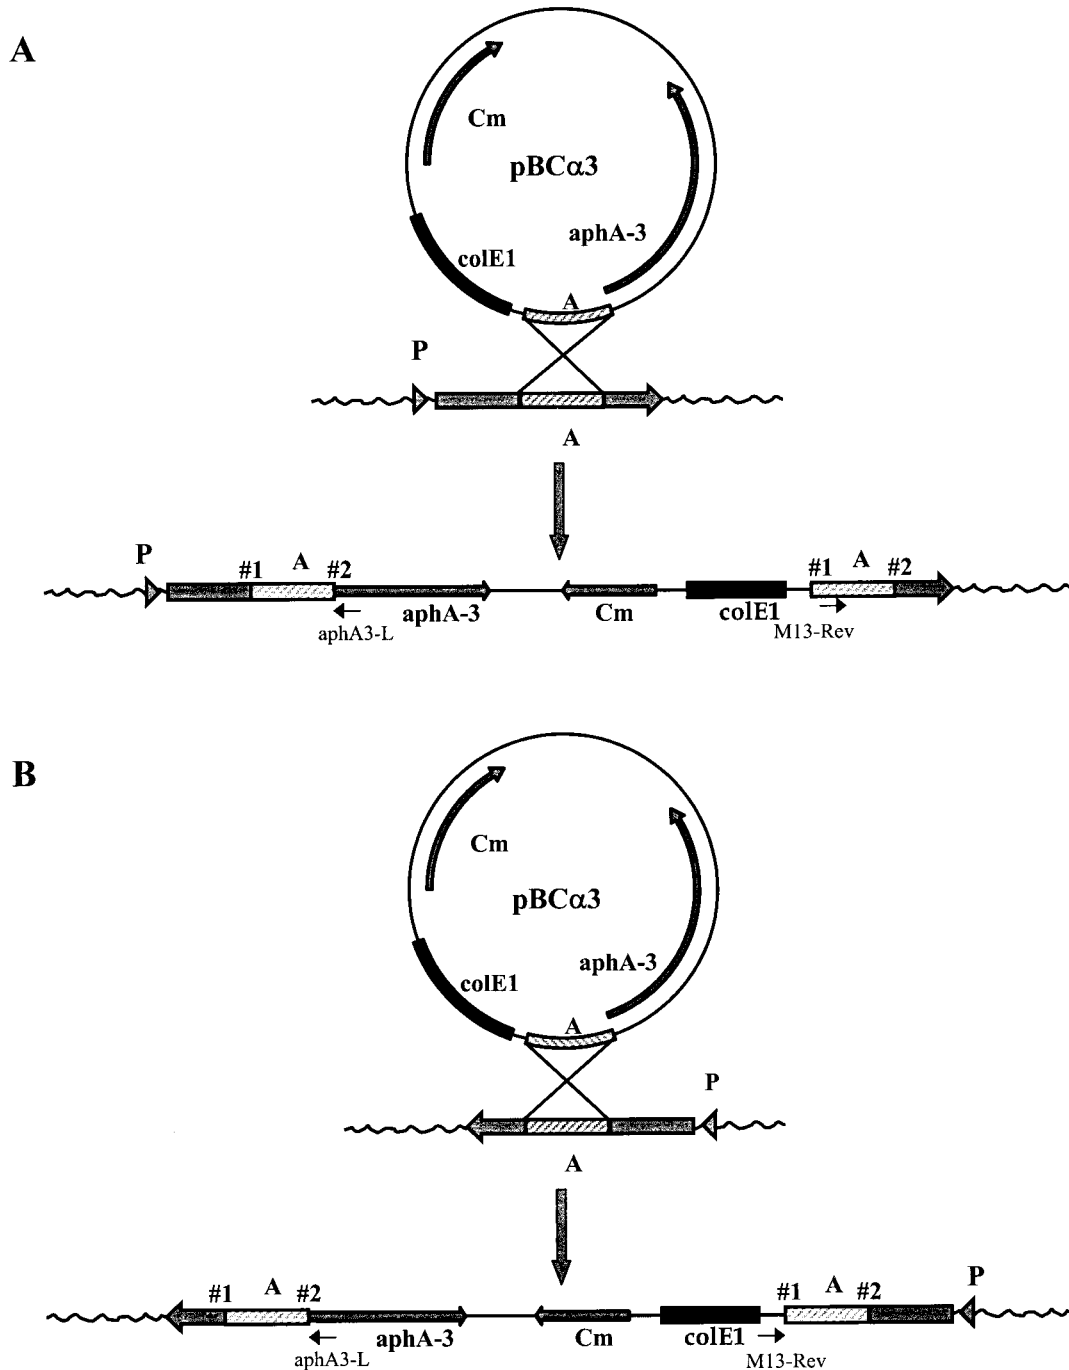 A
Cm
pBCα3
aphA-3
colE1
A
P
A
P
#1 A #2
#1 A #2
aphA-3 Cm colE1
aphA3-L M13-Rev
B
Cm
pBCα3
aphA-3
colE1
A
P
A
#1 A #2
#1 A #2 P
aphA-3 Cm colE1
aphA3-L M13-Rev